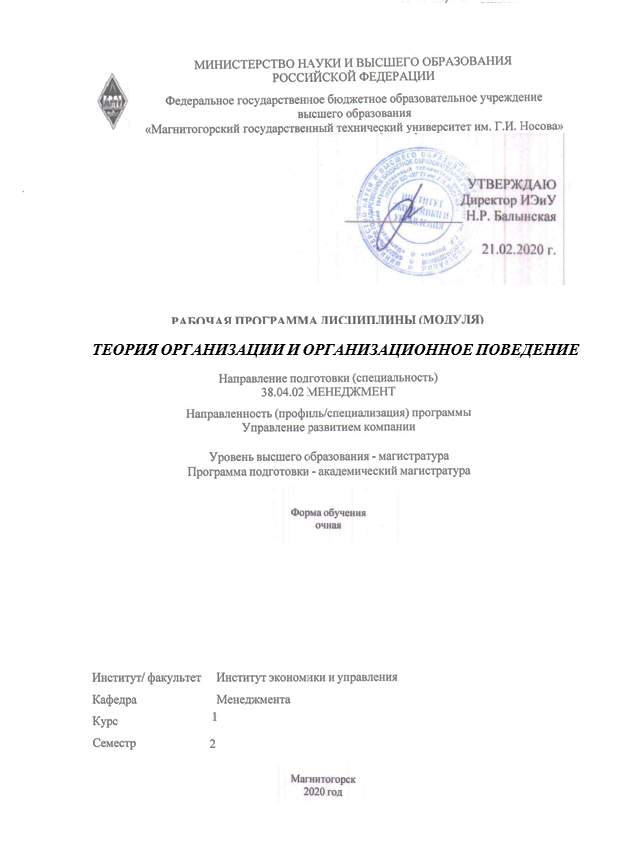 МИНИСТЕРСТВО НАУКИ И ВЫСШЕГО ОБРАЗОВАНИЯ
РОССИЙСКОЙ ФЕДЕРАЦИИ
Федеральное государственное бюджетное образовательное учреждение
высшего образования
«Магнитогорский государственный технический университет им. Г.И. Носова»
УТВЕРЖДАЮ
Директор ИЭиУ
Н.Р. Балынская
21.02.2020 г.
ИНСТИТУТ
ЭКОНОМИКИ И
УПРАВЛЕНИЯ
РАБОЧАЯ ПРОГРАММА ДИСЦИПЛИНЫ (МОДУЛЯ)
ТЕОРИЯ ОРГАНИЗАЦИИ И ОРГАНИЗАЦИОННОЕ ПОВЕДЕНИЕ
Направление подготовки (специальность)
38.04.02 МЕНЕДЖМЕНТ
Направленность (профиль/специализация) программы
Управление развитием компании
Уровень высшего образования - магистратура
Программа подготовки - академический магистратура
Форма обучения
очная
Институт/ факультет Институт экономики и управления
Кафедра Менеджмента
Курс 1
Семестр 2
Магнитогорск
2020 год